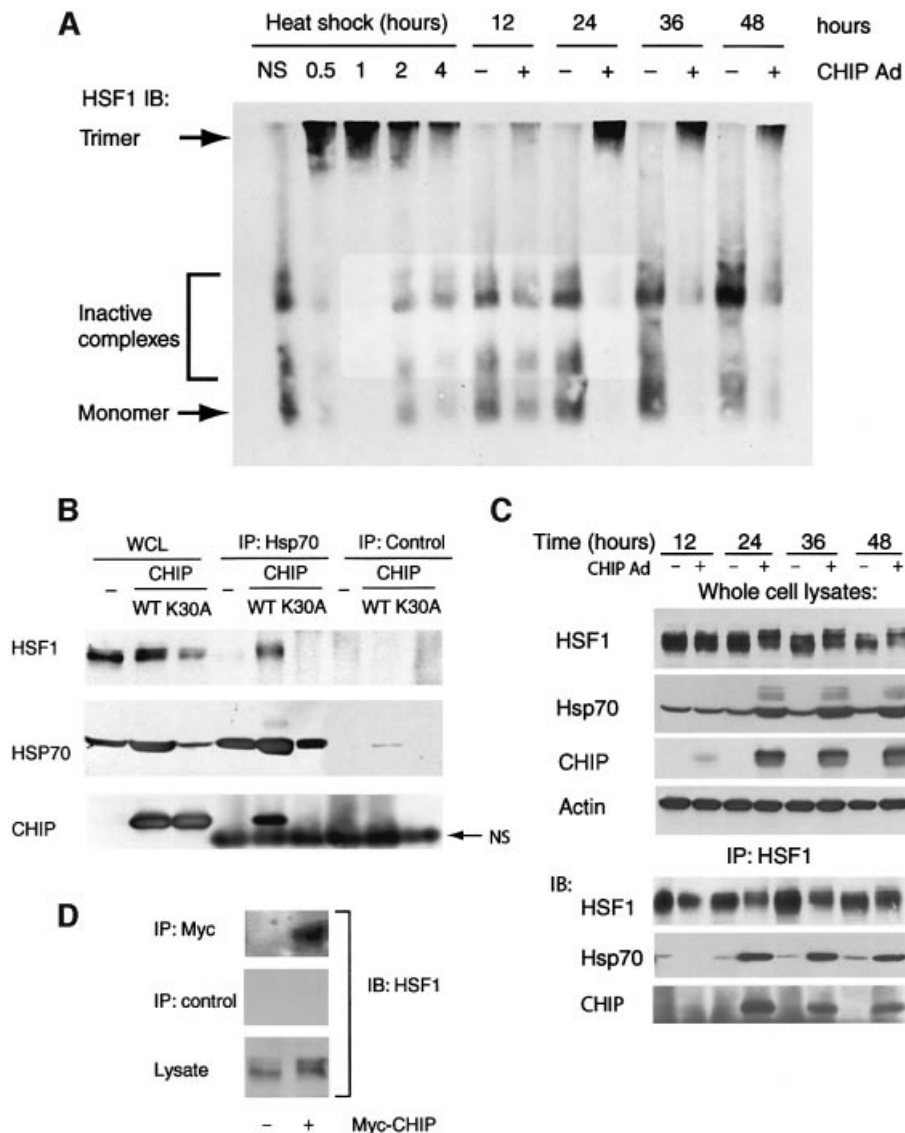 A
Heat shock (hours) 12 24 36 48 hours
NS 0.5 1 2 4 – + – + – + – + CHIP Ad
HSF1 IB:
Trimer
Inactive
complexes
Monomer
B
WCL IP: Hsp70 IP: Control
CHIP CHIP CHIP
– WT K30A – WT K30A – WT K30A
HSF1
HSP70
CHIP
NS
C
Time (hours) 12 24 36 48
CHIP Ad – + – + – + – +
Whole cell lysates:
HSF1
Hsp70
CHIP
Actin
IP: HSF1
IB:
HSF1
Hsp70
CHIP
D
IP: Myc
IP: control
Lysate
IB: HSF1
– + Myc-CHIP